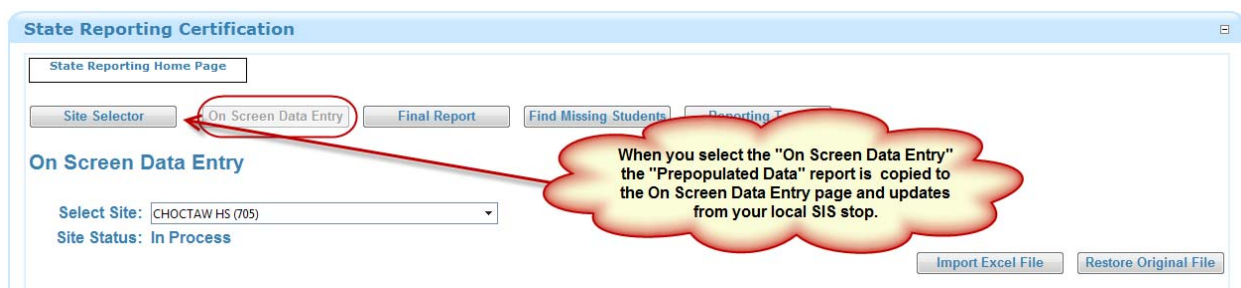 State Reporting Certification
State Reporting Home Page
Site Selector On Screen Data Entry Final Report Find Missing Students Reporting
When you select the "On Screen Data Entry"
the "Prepopulated Data" report is copied to
the On Screen Data Entry page and updates
from your local SIS stop.
On Screen Data Entry
Select Site: CHOCTAW HS (705)
Site Status: In Process
Import Excel File Restore Original File